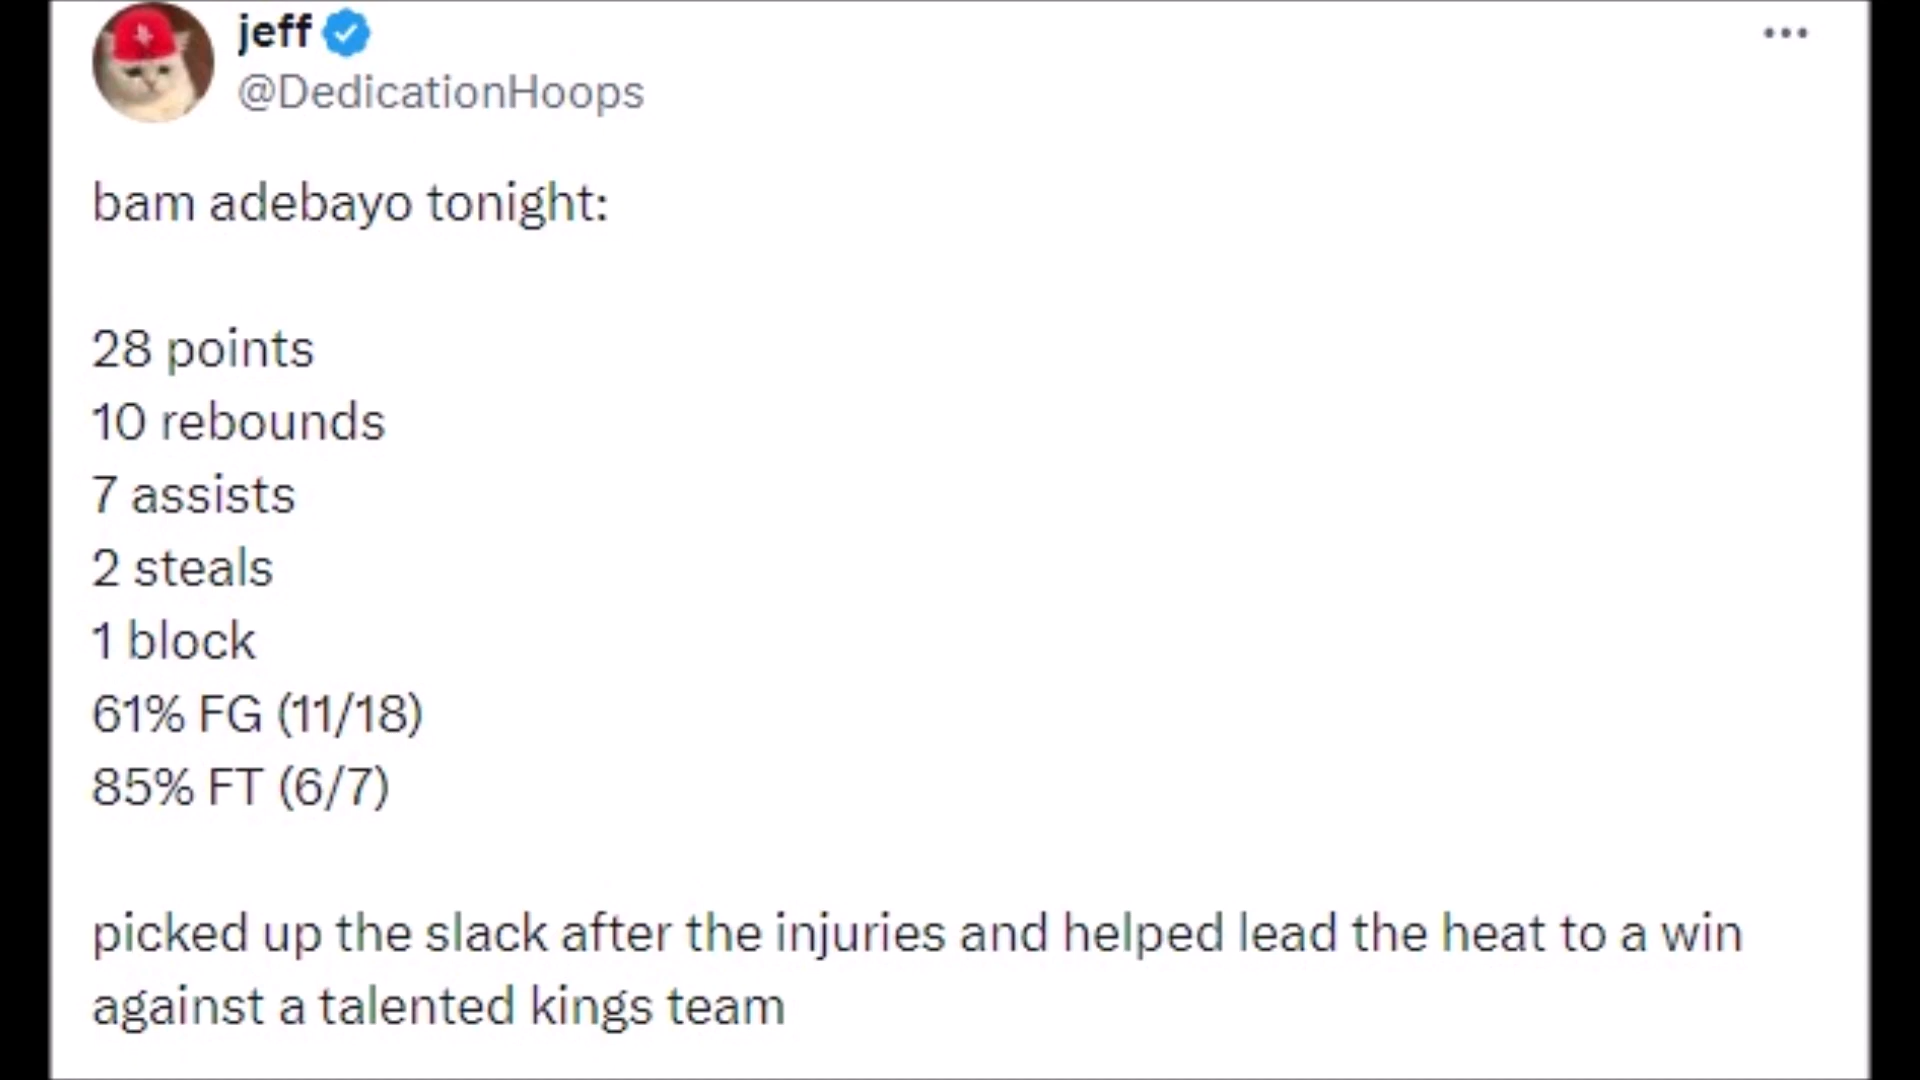 jeff
@DedicationHoops
bam adebayo tonight:
28 points
10 rebounds
7 assists
2 steals
1 block
61% FG (11/18)
85% FT (6/7)
picked up the slack after the injuries and helped lead the heat to a win
against a talented kings team